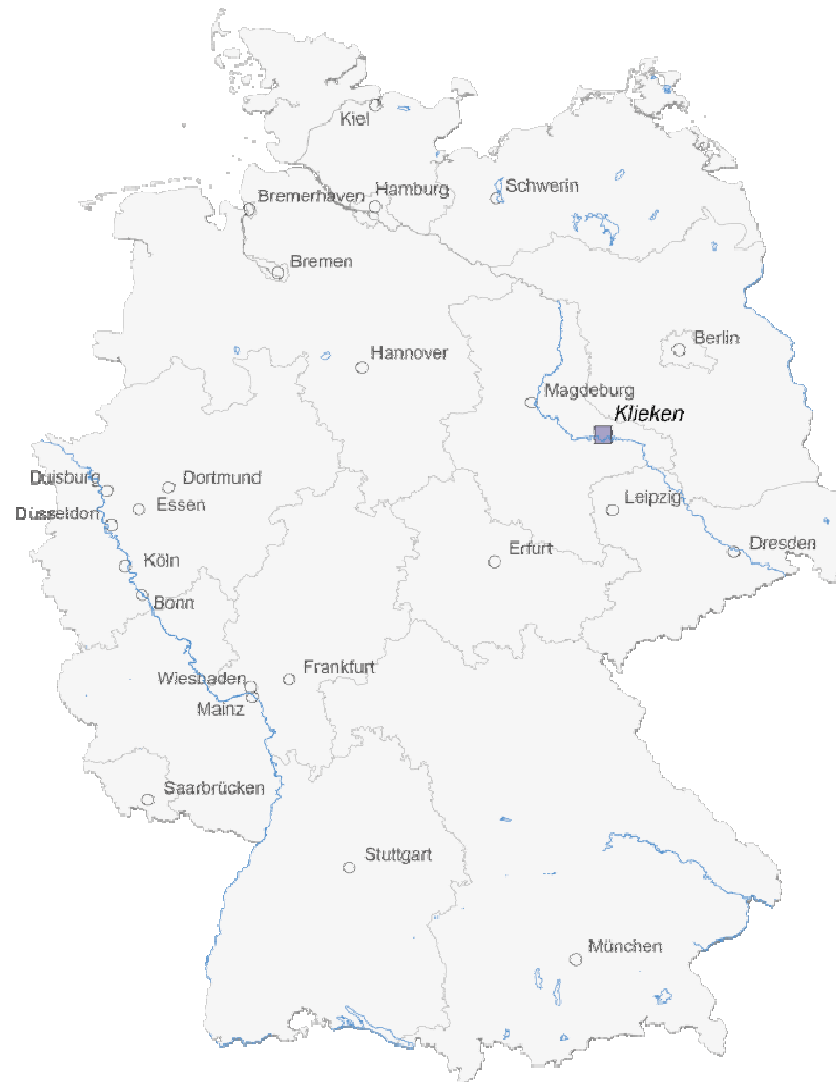 Kiel
Schwerin
Hamburg
Bremerhaven
Bremen
Berlin
Hannover
Magdeburg
Klieken
Duisburg
Dortmund
Essen
Leipzig
Düsseldorf
Dresden
Erfurt
Köln
Bonn
Frankfurt
Wiesbaden
Mainz
Saarbrücken
Stuttgart
München